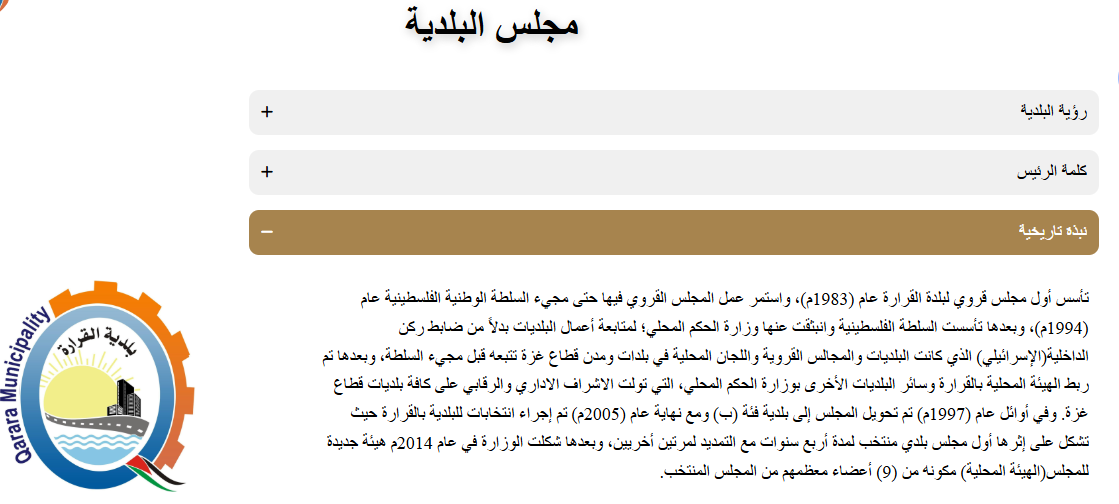 مجلس البلدية
رؤية البلدية
كلمة الرئيس
نبذة تاريخية
تأسس أول مجلس قروي لبلدة القرارة عام (1983م)، واستمر عمل المجلس القروي فيها حتى مجيء السلطة الوطنية الفلسطينية عام
(1994م)، وبعدها تأسست السلطة الفلسطينية وانبثقت عنها وزارة الحكم المحلي؛ لمتابعة أعمال البلديات بدلاً من ضابط ركن
الداخلية(الإسرائيلي) الذي كانت البلديات والمجالس القروية واللجان المحلية في بلدات ومدن قطاع غزة تتبعه قبل مجيء السلطة، وبعدها تم
ربط الهيئة المحلية بالقرارة وسائر البلديات الأخرى بوزارة الحكم المحلي، التي تولت الاشراف الاداري والرقابي على كافة بلديات قطاع
غزة. وفي أوائل عام (1997م) تم تحويل المجلس إلى بلدية فئة (ب) ومع نهاية عام (2005م) تم إجراء انتخابات للبلدية بالقرارة حيث
تشكل على إثرها أول مجلس بلدي منتخب لمدة أربع سنوات مع التمديد لمرتين أخريين، وبعدها شكلت الوزارة في عام 2014م هيئة جديدة
للمجلس(الهيئة المحلية) مكونه من (9) أعضاء معظمهم من المجلس المنتخب.
بلدية القرارة
Qarara Municipality